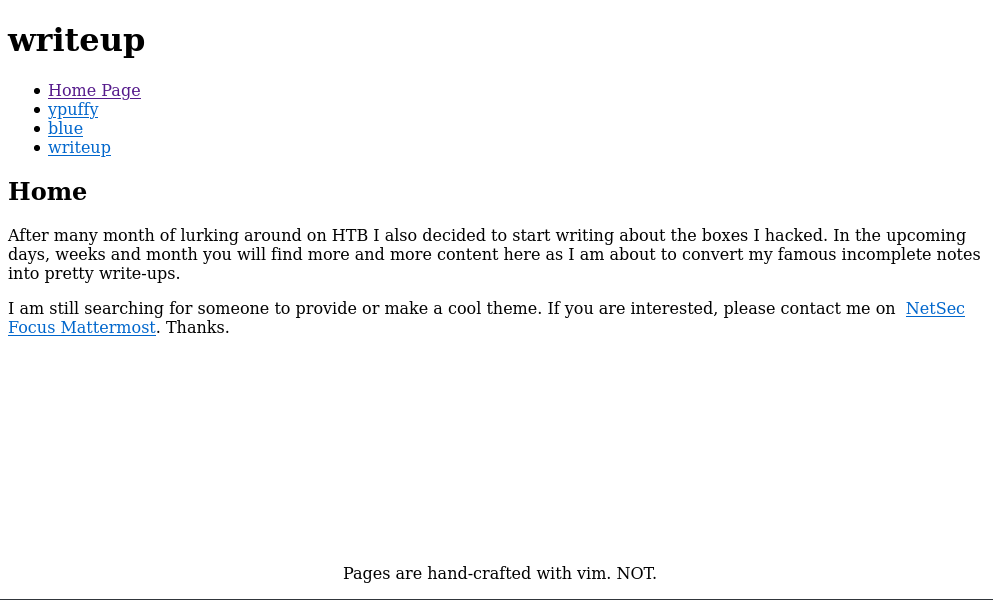 writeup
Home Page
ypuffy
blue
writeup
Home
After many month of lurking around on HTB I also decided to start writing about the boxes I hacked. In the upcoming
days, weeks and month you will find more and more content here as I am about to convert my famous incomplete notes
into pretty write-ups.
I am still searching for someone to provide or make a cool theme. If you are interested, please contact me on NetSec
Focus Mattermost. Thanks.
Pages are hand-crafted with vim. NOT.